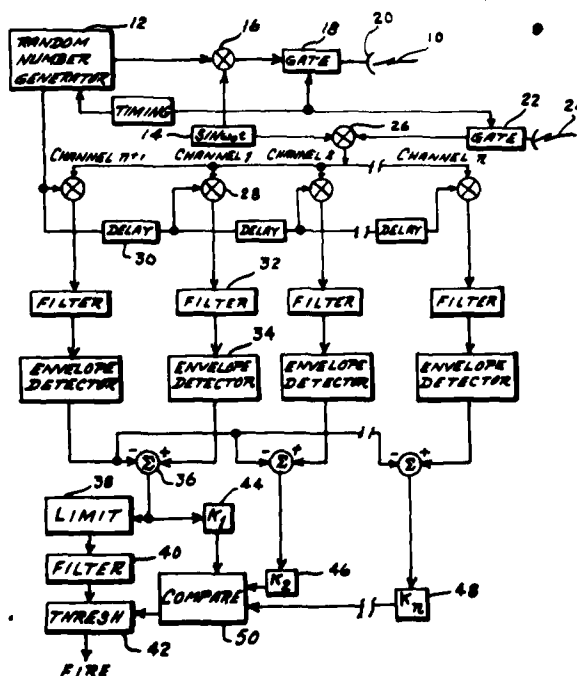 12
16
18
20
10
RANDOM
NUMBER
GENERATOR
GATE
TIMING
14
SINω₀t
26
22
GATE
CHANNEL n+1
CHANNEL 1
CHANNEL 2
CHANNEL n
28
DELAY
DELAY
DELAY
30
32
FILTER
FILTER
FILTER
FILTER
34
ENVELOPE
DETECTOR
ENVELOPE
DETECTOR
ENVELOPE
DETECTOR
ENVELOPE
DETECTOR
- Σ +
- Σ +
- Σ +
36
38
44
LIMIT
K1
40
FILTER
46
K2
48
Kn
COMPARE
THRESH
42
50
FIRE